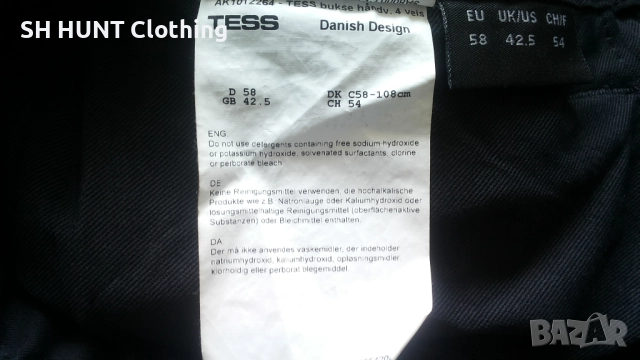 SH HUNT Clothing
AK1012264 - TESS bukse håndv. 4 veis
TESS Danish Design
EU UK/US CH/F
58 42.5 54
D 58 DK C58-108cm
GB 42.5 CH 54
ENG:
Do not use detergents containing free sodium hydroxide
or potassium hydroxide, solvenated surfactants, clorine
or perborate bleach
DE:
Keine Reinigungsmittel verwenden, die hochalkalische
Produkte wie z.B. Natronlauge oder Kaliumhydroxid oder
lösungsmittelhaltige Reinigungsmittel (oberflächenaktive
Substanzen) oder Bleichmittel enthalten.
DA:
Der må ikke anvendes vaskemidler, der indeholder
natriumhydroxid, kaliumhydroxid, opløsningsmidler,
klorholdig eller perborat blegemiddel.
BAZAR
bg